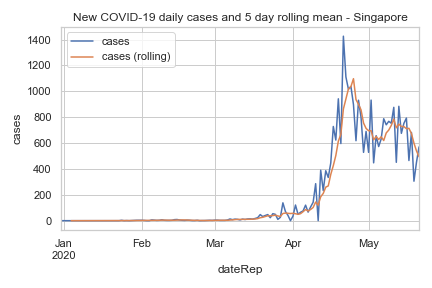 New COVID-19 daily cases and 5 day rolling mean - Singapore
cases
cases (rolling)
1400
1200
1000
800
600
400
200
0
cases
Jan
2020
Feb
Mar
Apr
May
dateRep